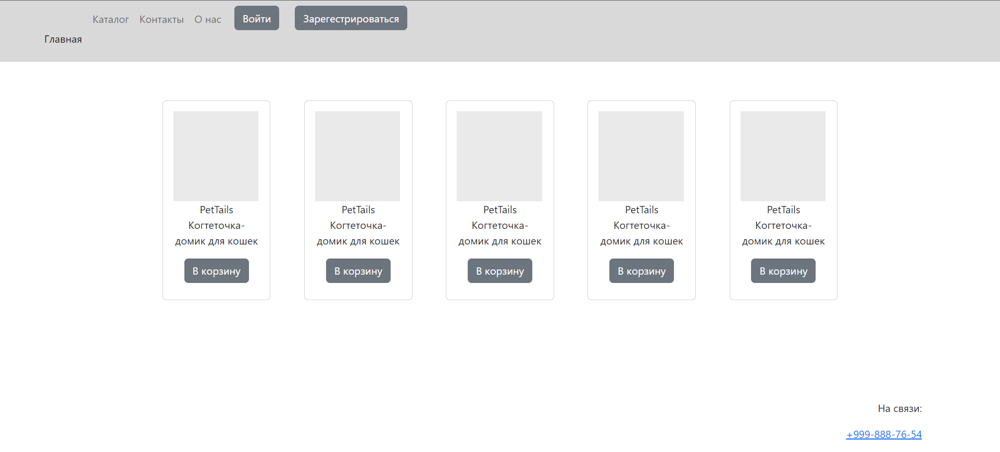 Каталог Контакты О нас Войти Зарегестрироваться
Главная
PetTails
Когтеточка-
домик для кошек
В корзину
PetTails
Когтеточка-
домик для кошек
В корзину
PetTails
Когтеточка-
домик для кошек
В корзину
PetTails
Когтеточка-
домик для кошек
В корзину
PetTails
Когтеточка-
домик для кошек
В корзину
На связи:
+999-888-76-54